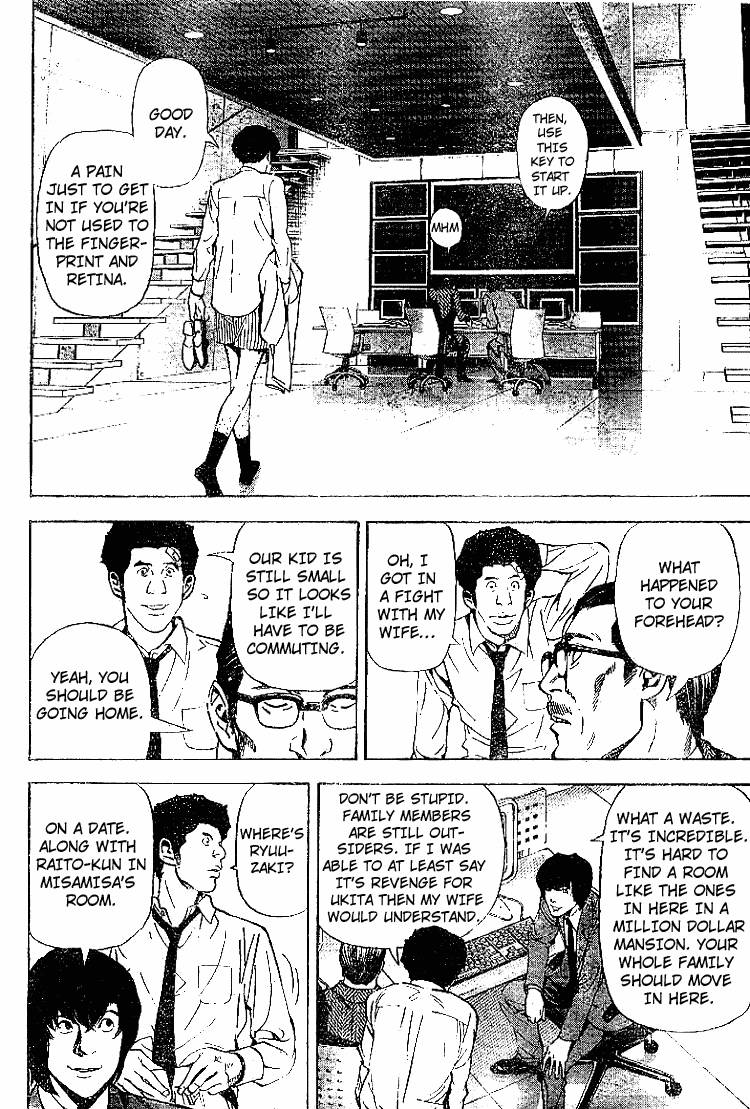 THEN,
USE
THIS
KEY TO
START
IT UP.
MHM
GOOD
DAY.
A PAIN
JUST TO GET
IN IF YOU'RE
NOT USED TO
THE FINGER-
PRINT AND
RETINA.
WHAT
HAPPENED
TO YOUR
FOREHEAD?
OH, I
GOT IN
A FIGHT
WITH MY
WIFE...
OUR KID IS
STILL SMALL
SO IT LOOKS
LIKE I'LL
HAVE TO BE
COMMUTING.
YEAH, YOU
SHOULD BE
GOING HOME.
WHAT A WASTE.
IT'S INCREDIBLE.
IT'S HARD TO
FIND A ROOM
LIKE THE ONES
IN HERE IN A
MILLION DOLLAR
MANSION. YOUR
WHOLE FAMILY
SHOULD MOVE
IN HERE.
DON'T BE STUPID.
FAMILY MEMBERS
ARE STILL OUT-
SIDERS. IF I WAS
ABLE TO AT LEAST SAY
IT'S REVENGE FOR
UKITA THEN MY WIFE
WOULD UNDERSTAND.
WHERE'S
RYUU-
ZAKI?
ON A DATE.
ALONG WITH
RAITO-KUN IN
MISAMISA'S
ROOM.